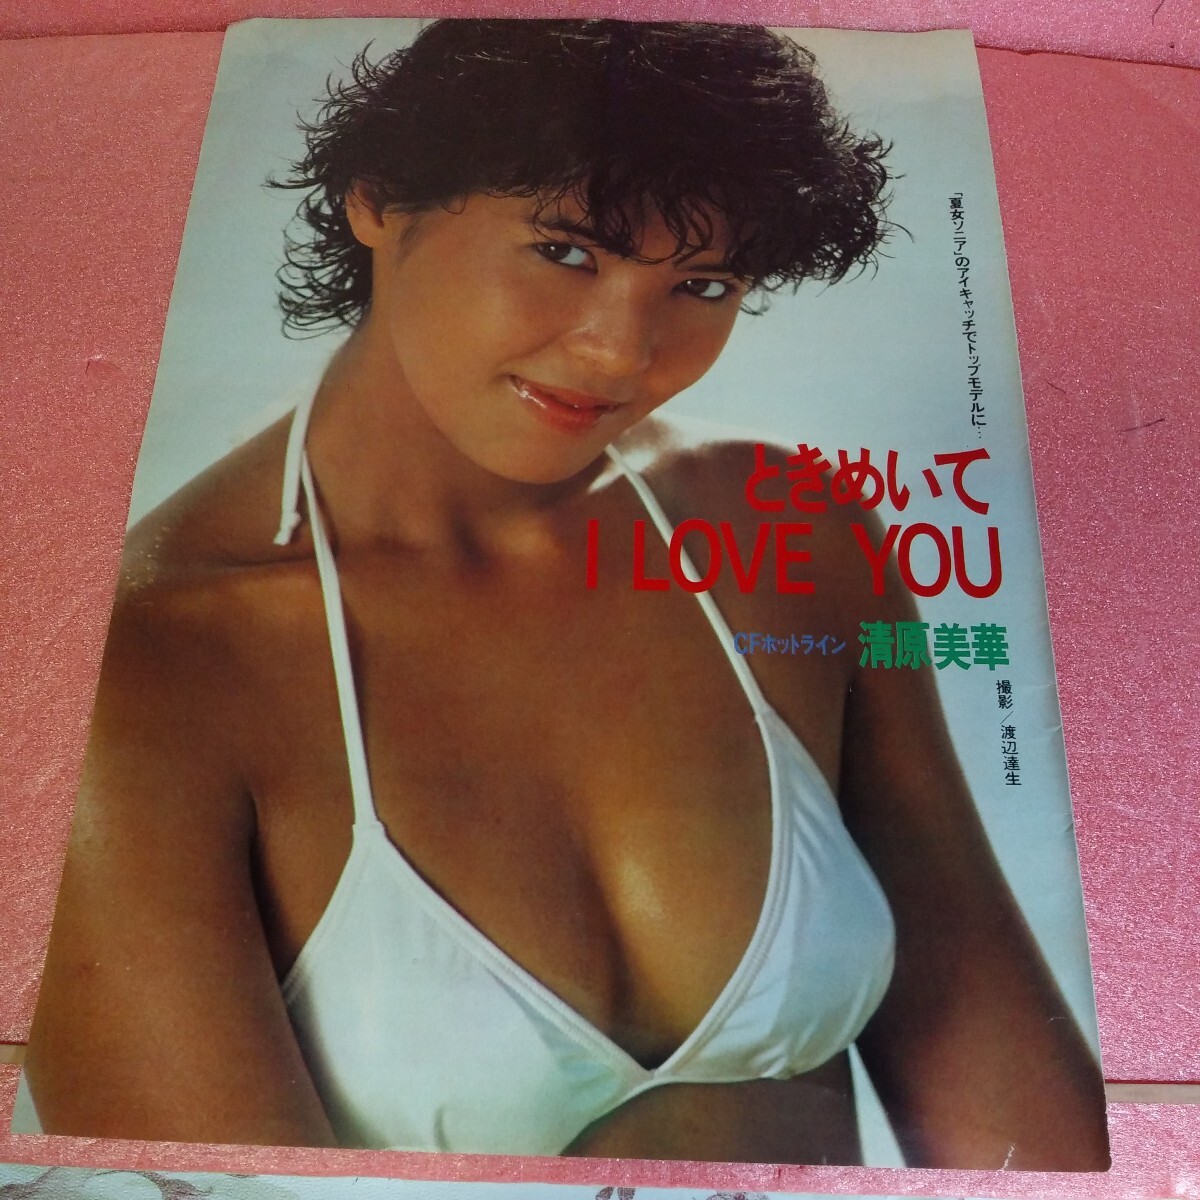 「夏女ソニア」のアイキャッチでトップモデルに…
ときめいて
I LOVE YOU
CFホットライン 清原美華
撮影／渡辺達生